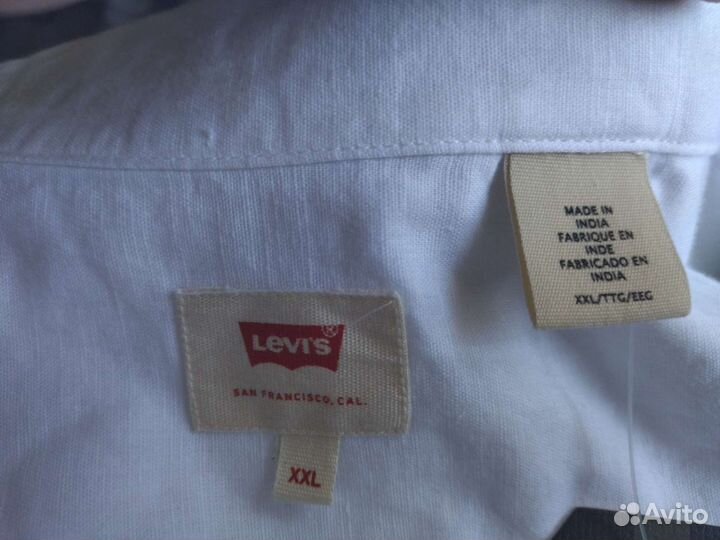 MADE IN
INDIA
FABRIQUE EN
INDE
FABRICADO EN
INDIA
XXL/TTG/EEG
LEVI'S
®
SAN FRANCISCO, CAL.
XXL
Avito